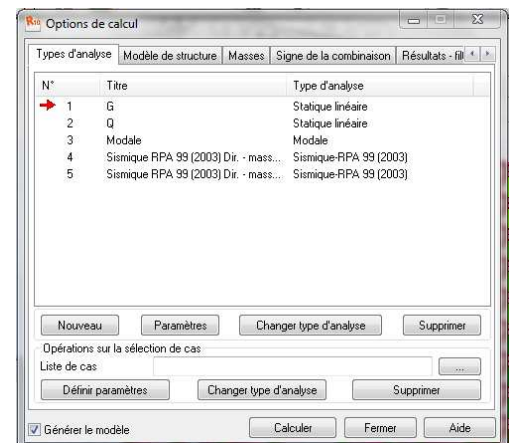 R10 Options de calcul
Types d'analyse Modèle de structure Masses Signe de la combinaison Résultats - fil
N° Titre Type d'analyse
1 G Statique linéaire
2 Q Statique linéaire
3 Modale Modale
4 Sismique RPA 99 (2003) Dir. - mass... Sismique-RPA 99 (2003)
5 Sismique RPA 99 (2003) Dir. - mass... Sismique-RPA 99 (2003)
Nouveau Paramètres Changer type d'analyse Supprimer
Opérations sur la sélection de cas
Liste de cas ...
Définir paramètres Changer type d'analyse Supprimer
Générer le modèle Calculer Fermer Aide